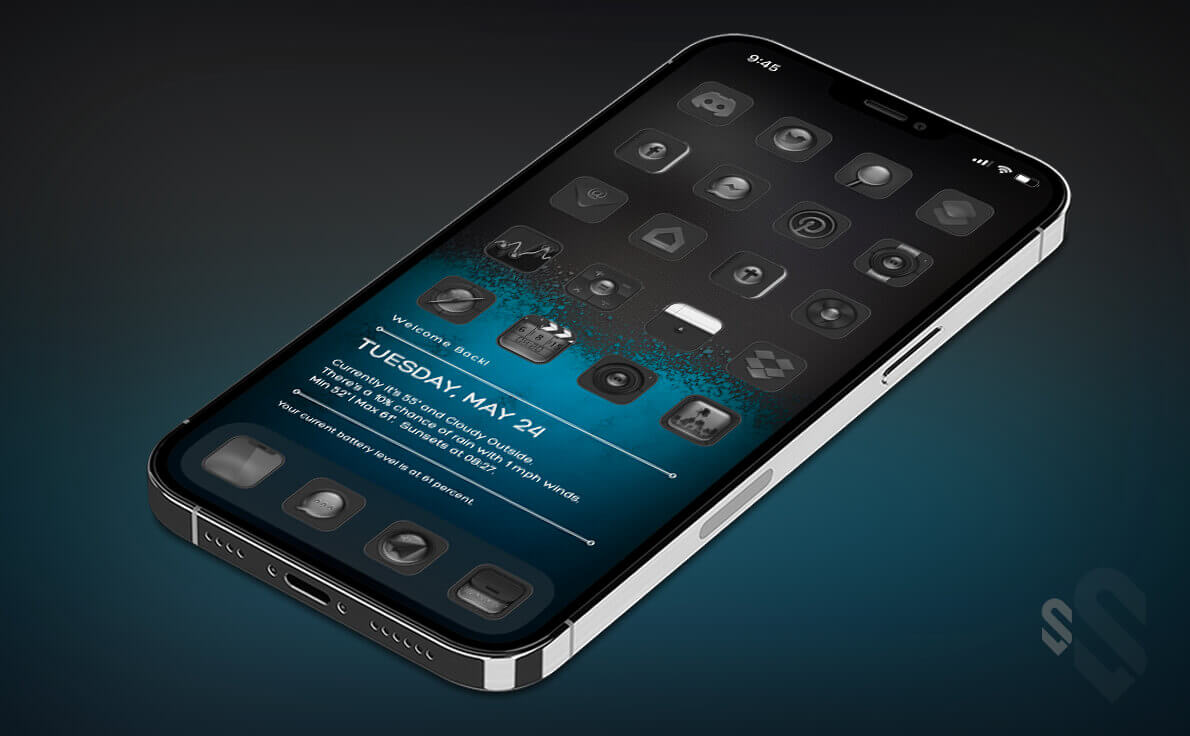 9:45
Welcome Back!
TUESDAY, MAY 24
Currently it's 55° and Cloudy Outside.
There's a 10% chance of rain with 1 mph winds.
Min 52° | Max 61°. Sunsets at 08:27.
Your current battery level is at 61 percent.